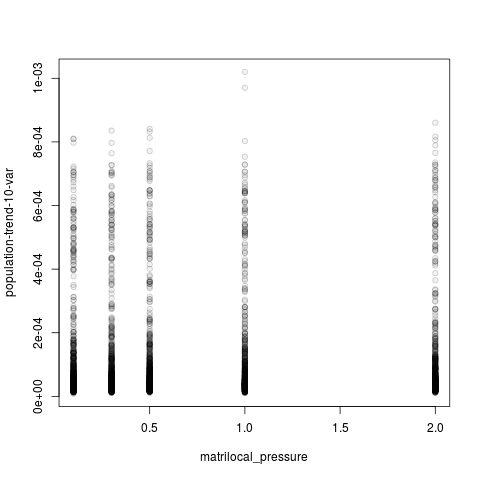 population-trend-10-var
1e-03
8e-04
6e-04
4e-04
2e-04
0e+00
0.5
1.0
1.5
2.0
matrilocal_pressure